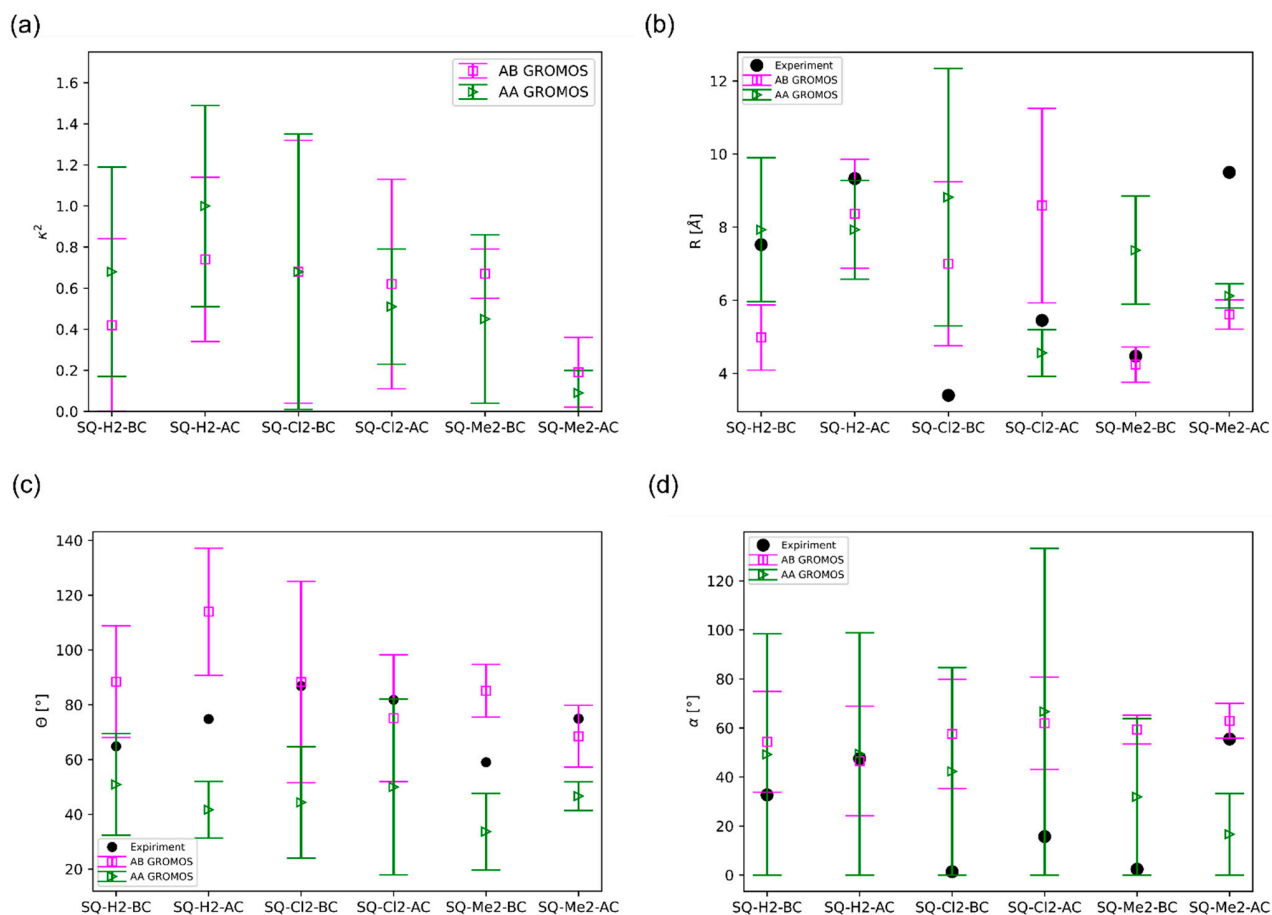 (a)
κ²
1.6
1.4
1.2
1.0
0.8
0.6
0.4
0.2
0.0
AB GROMOS
AA GROMOS
SQ-H2-BC SQ-H2-AC SQ-Cl2-BC SQ-Cl2-AC SQ-Me2-BC SQ-Me2-AC
(b)
R [Å]
12
10
8
6
4
Experiment
AB GROMOS
AA GROMOS
SQ-H2-BC SQ-H2-AC SQ-Cl2-BC SQ-Cl2-AC SQ-Me2-BC SQ-Me2-AC
(c)
Θ [°]
140
120
100
80
60
40
20
Expiriment
AB GROMOS
AA GROMOS
SQ-H2-BC SQ-H2-AC SQ-Cl2-BC SQ-Cl2-AC SQ-Me2-BC SQ-Me2-AC
(d)
α [°]
120
100
80
60
40
20
0
Expiriment
AB GROMOS
AA GROMOS
SQ-H2-BC SQ-H2-AC SQ-Cl2-BC SQ-Cl2-AC SQ-Me2-BC SQ-Me2-AC